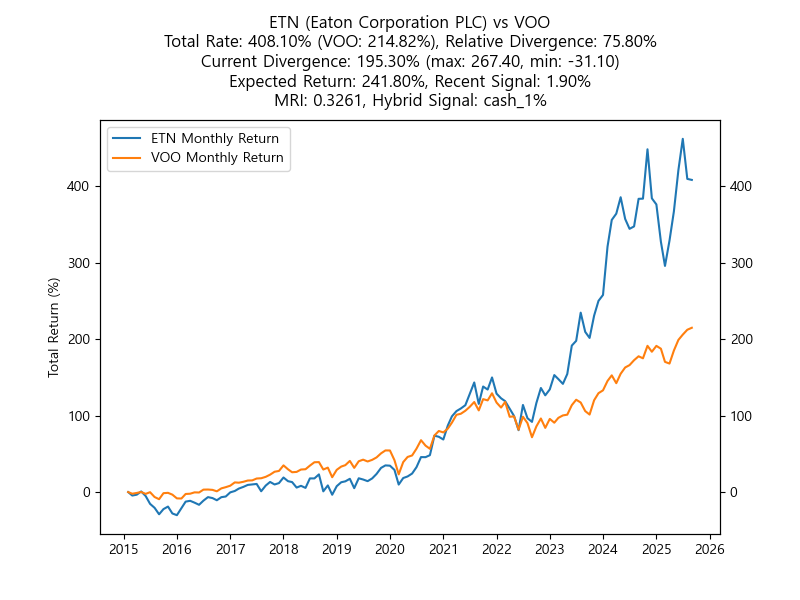 ETN (Eaton Corporation PLC) vs VOO
Total Rate: 408.10% (VOO: 214.82%), Relative Divergence: 75.80%
Current Divergence: 195.30% (max: 267.40, min: -31.10)
Expected Return: 241.80%, Recent Signal: 1.90%
MRI: 0.3261, Hybrid Signal: cash_1%
ETN Monthly Return
VOO Monthly Return
Total Return (%)
400
300
200
100
0
400
300
200
100
0
2015 2016 2017 2018 2019 2020 2021 2022 2023 2024 2025 2026